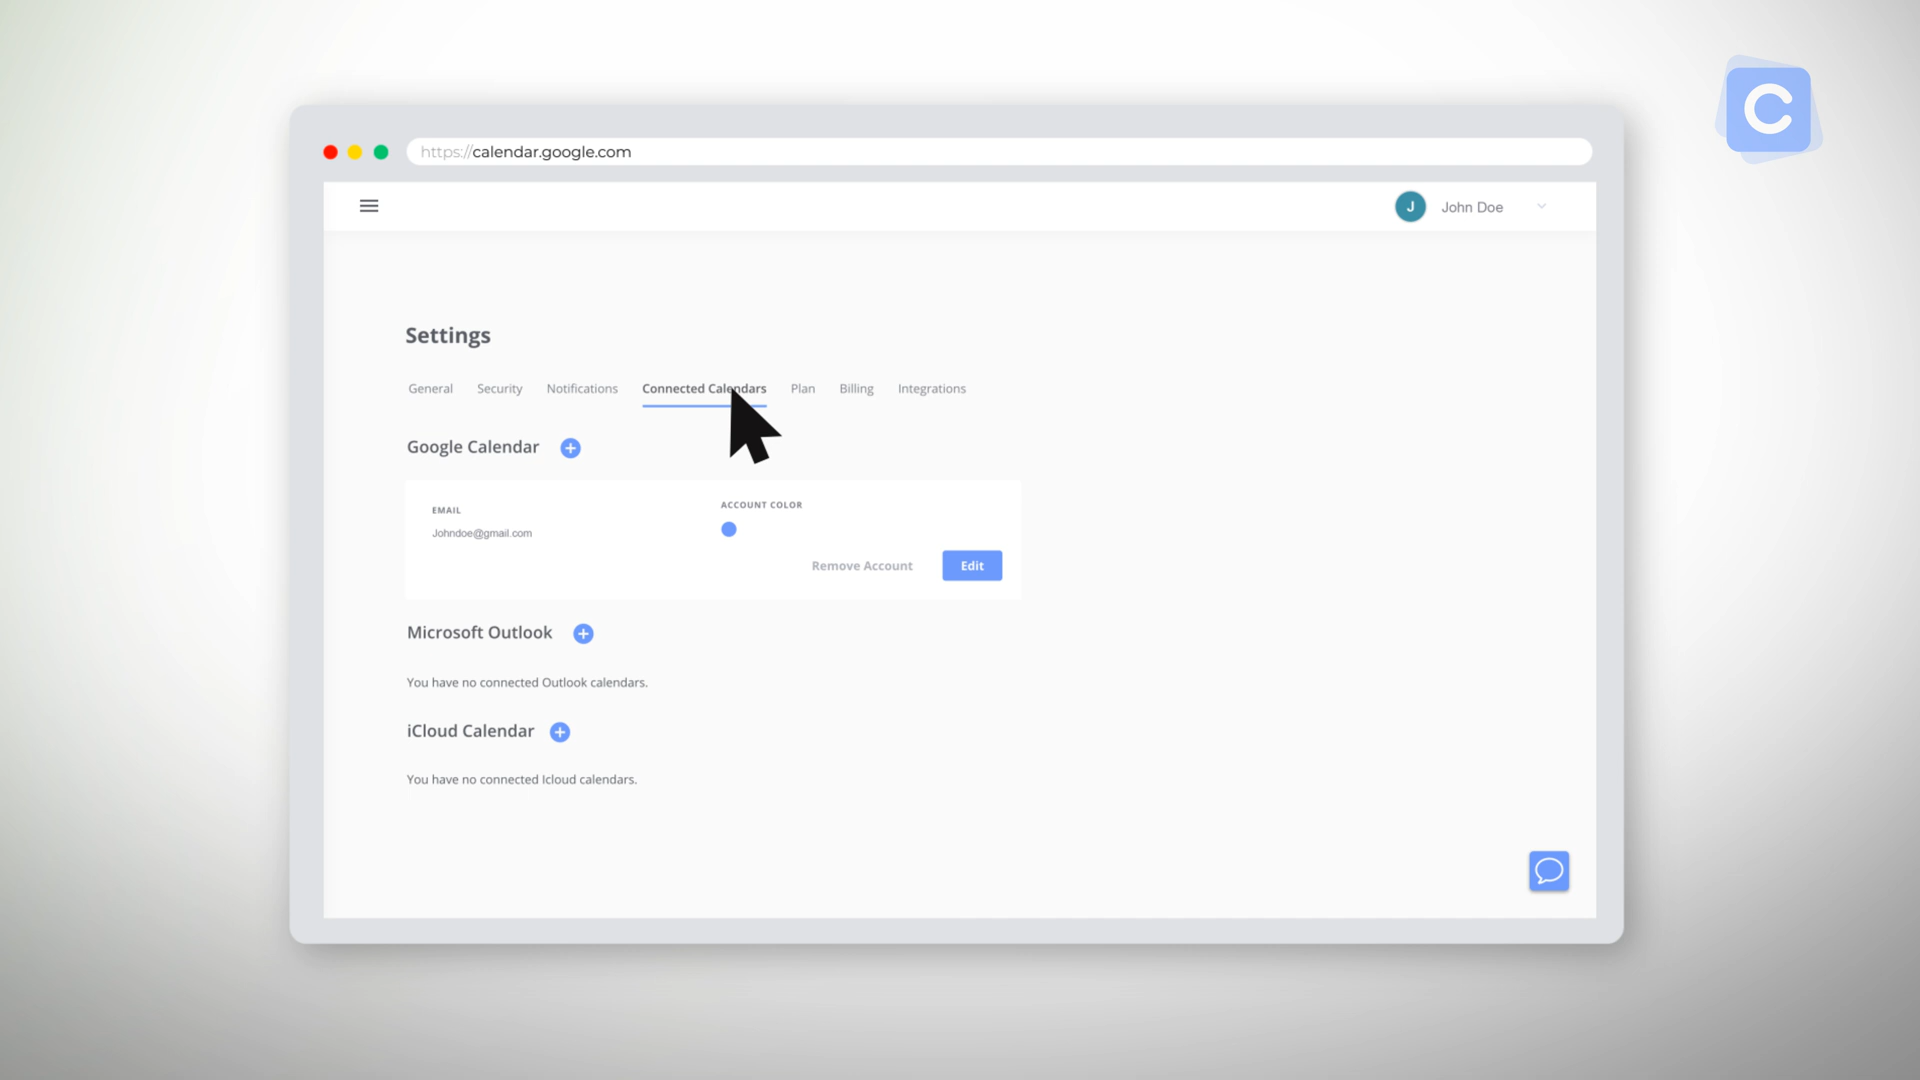 C
https://calendar.google.com
J John Doe
Settings
General Security Notifications Connected Calendars Plan Billing Integrations
Google Calendar
EMAIL
Johndoe@gmail.com
ACCOUNT COLOR
Remove Account Edit
Microsoft Outlook
You have no connected Outlook calendars.
iCloud Calendar
You have no connected Icloud calendars.